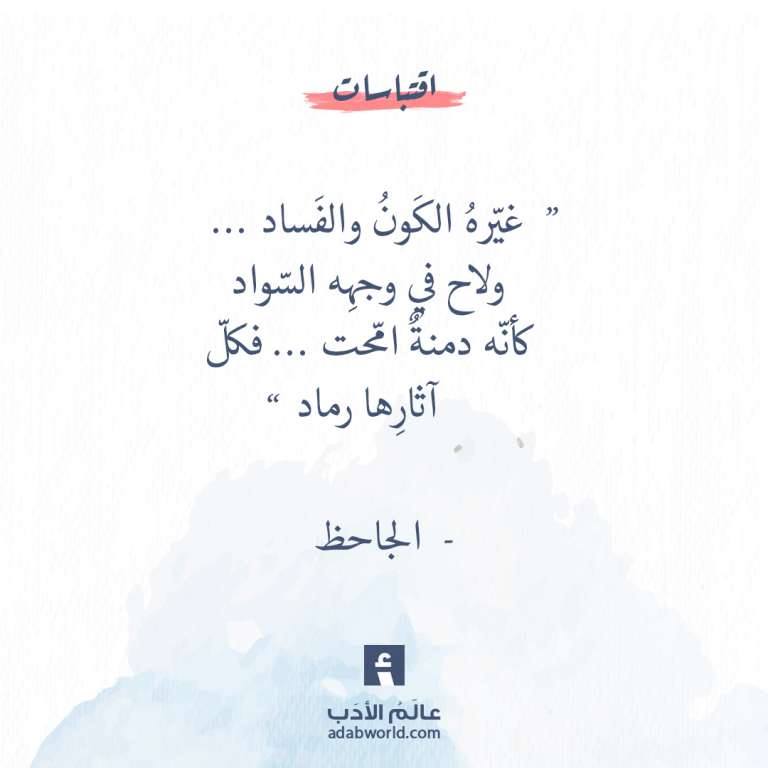 اقتباسات
” غيّرهُ الكَونُ والفَساد ...
ولاح في وجهِه السّواد
كأنّه دمنةٌ امّحت ... فكلّ
آثارِها رماد “
- الجاحظ
عالَمُ الأدَب
adabworld.com